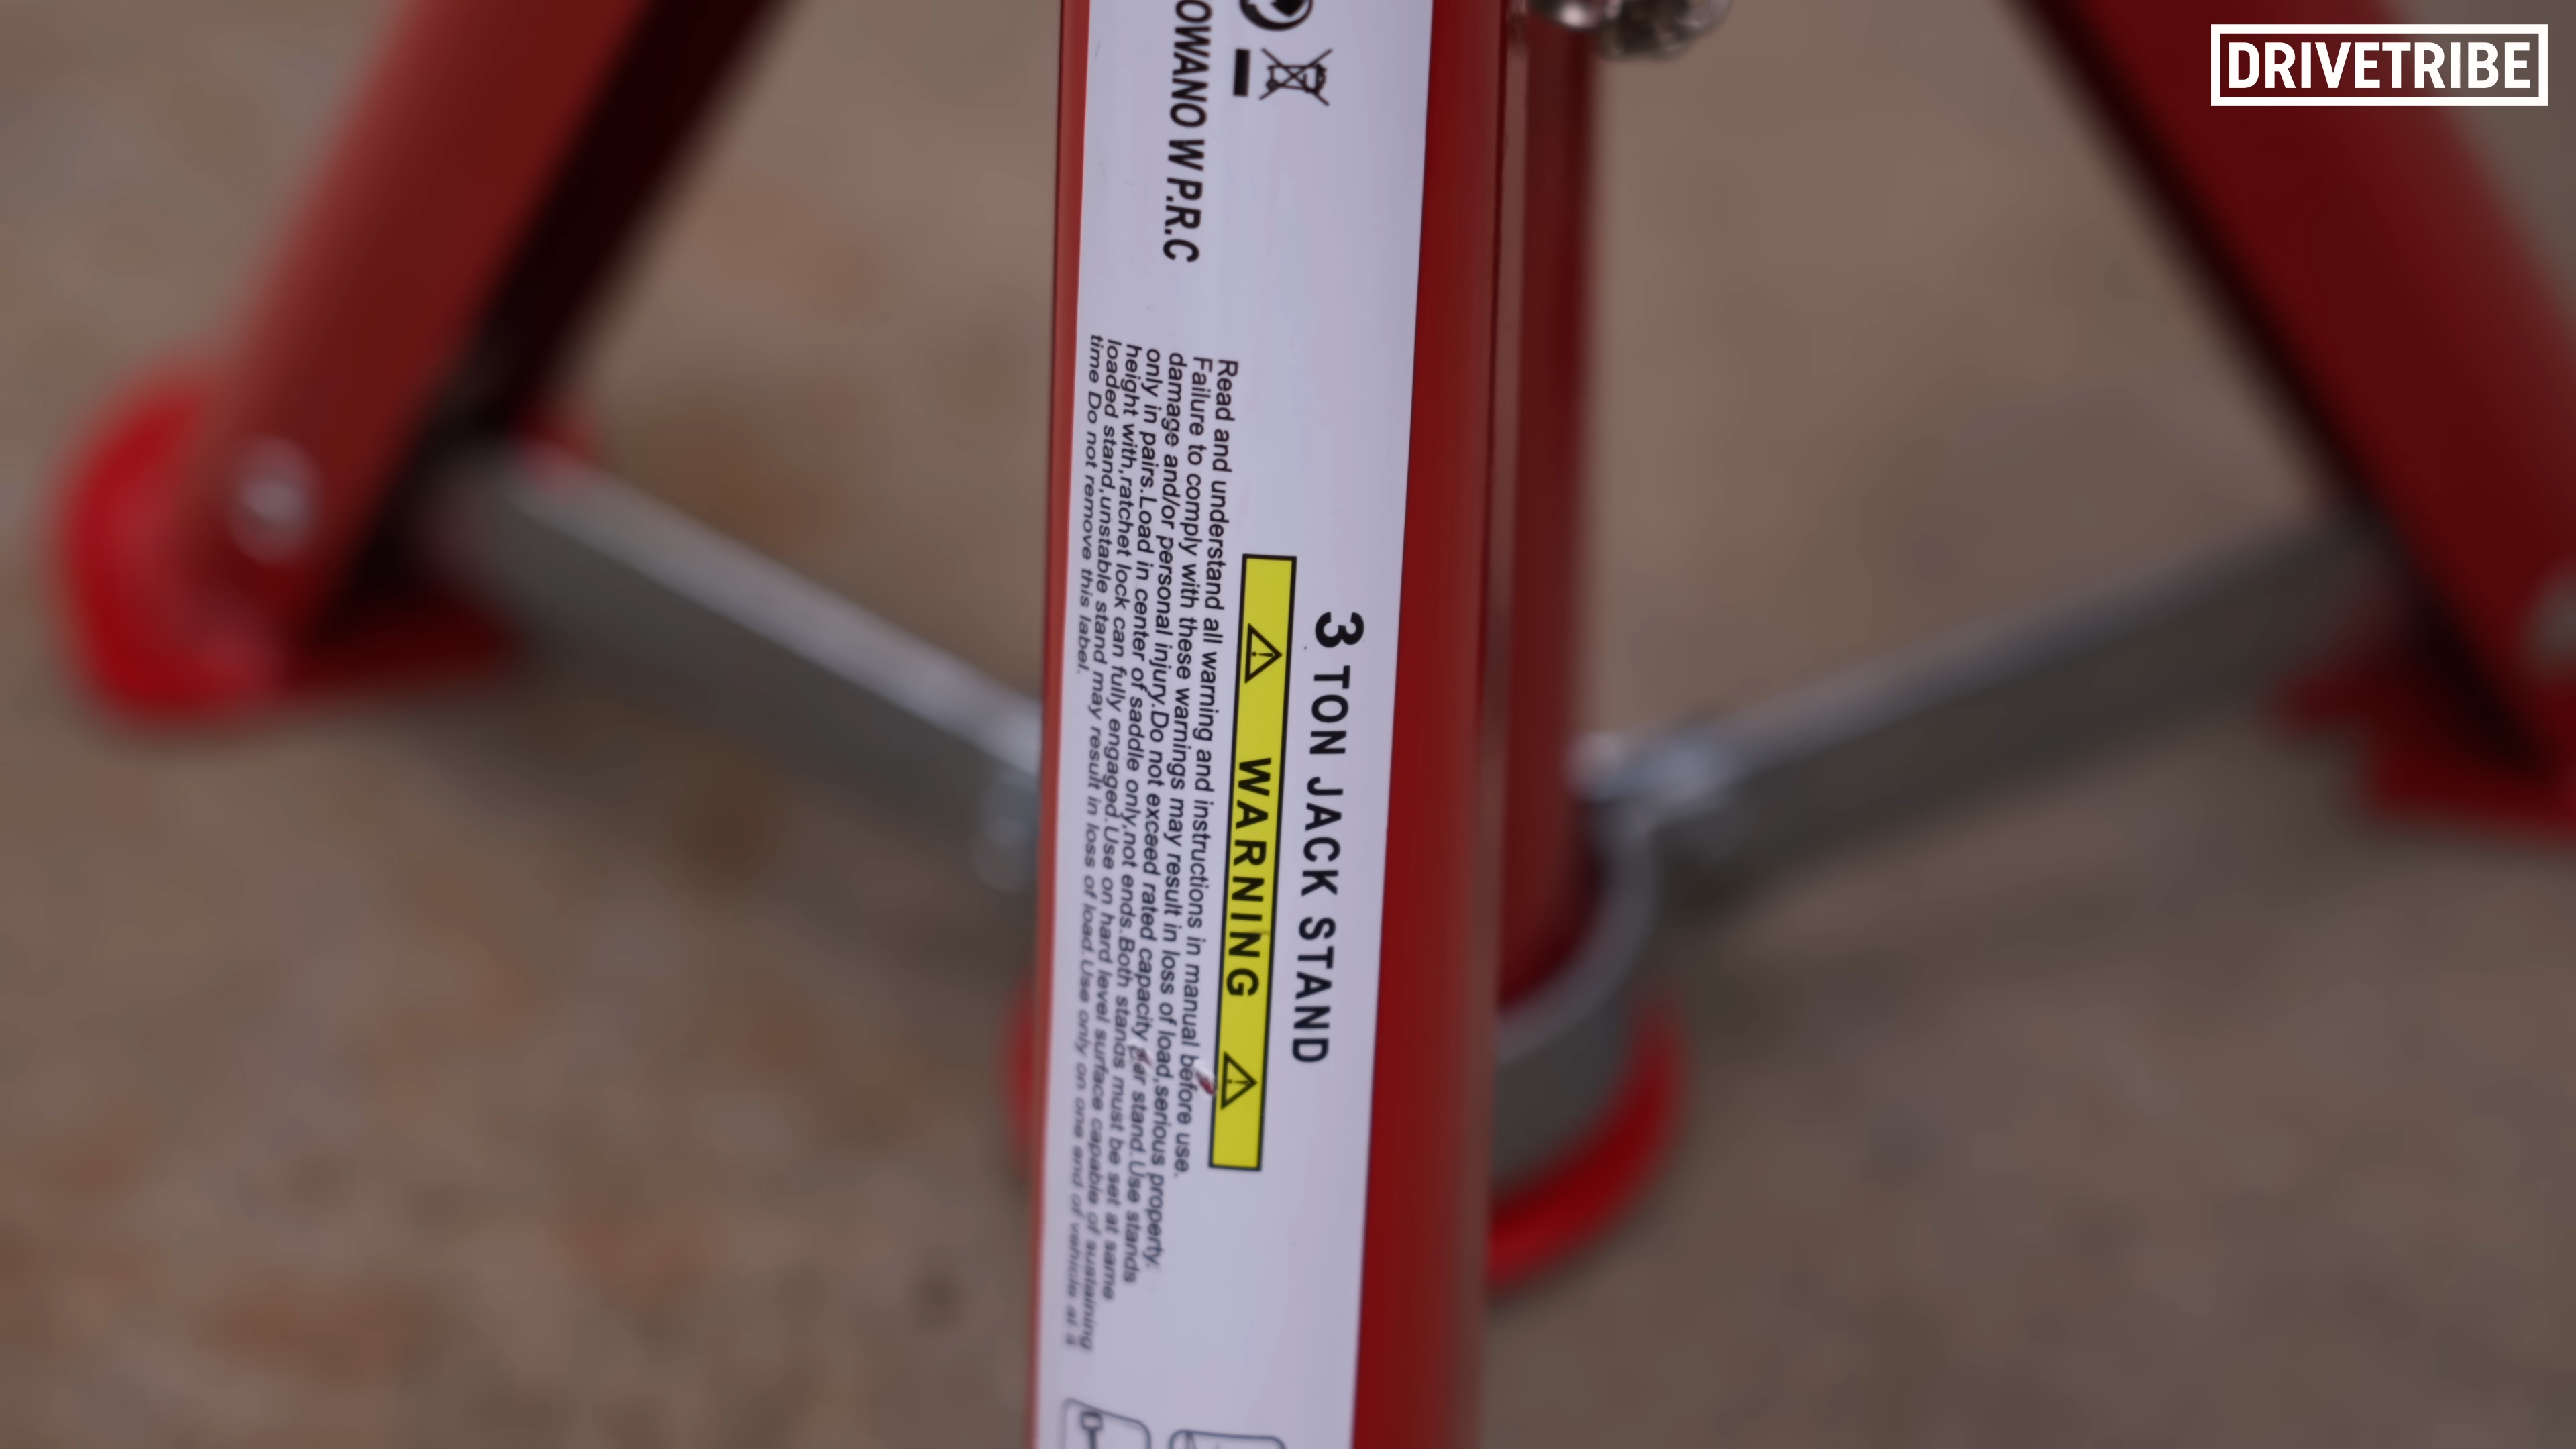 DRIVETRIBE
OWANO W P.R.C
3 TON JACK STAND
WARNING
Read and understand all warning and instructions in manual before use.
Failure to comply with these warnings may result in loss of load,serious property
damage and/or personal injury.Do not exceed rated capacity per stand.Use stands
only in pairs.Load in center of saddle only,not ends.Both stands must be set at same
height with,ratchet lock can fully engaged.Use on hard level surface capable of sustaining
loaded stand,unstable stand may result in loss of load.Use only on one end of vehicle at a
time Do not remove this label.